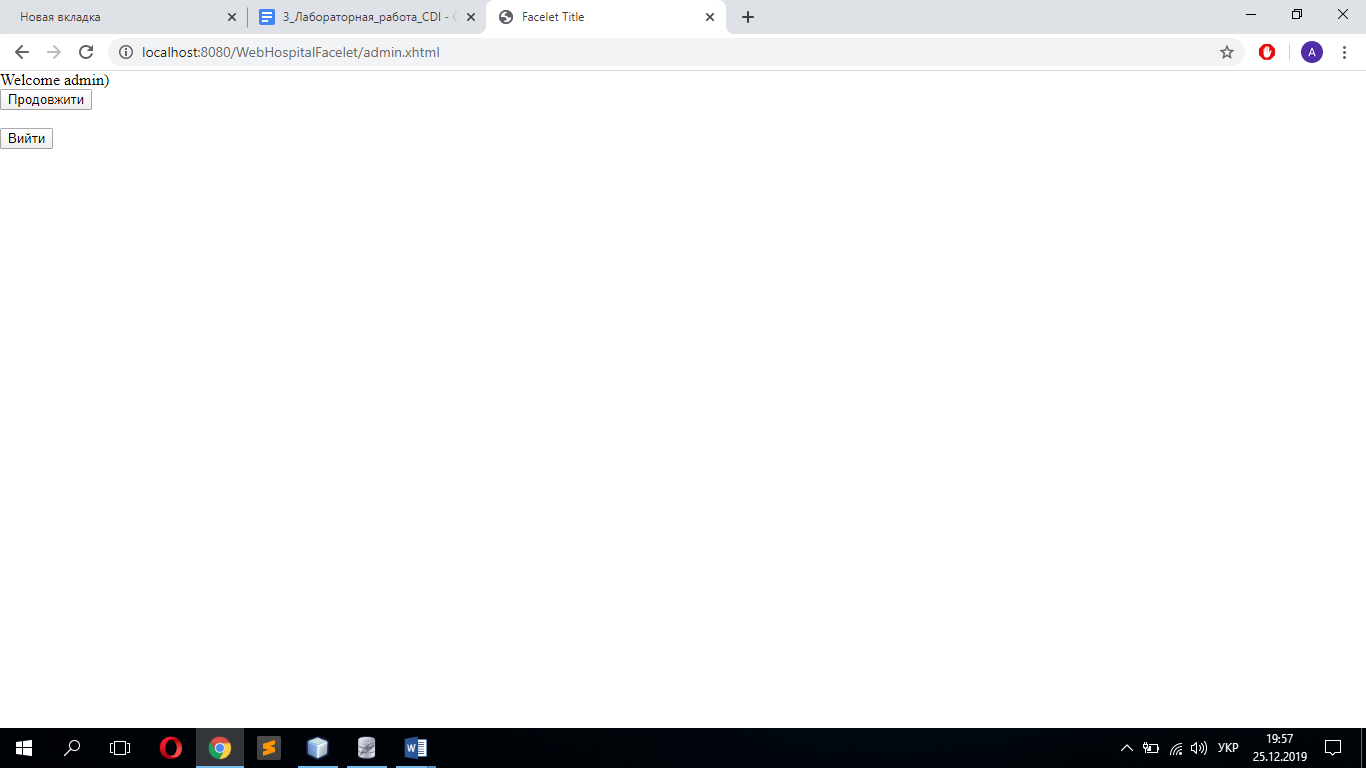 Новая вкладка
3_Лабораторная_работа_CDI - G
Facelet Title
localhost:8080/WebHospitalFacelet/admin.xhtml
A
Welcome admin)
Продовжити
Вийти
УКР
19:57
25.12.2019